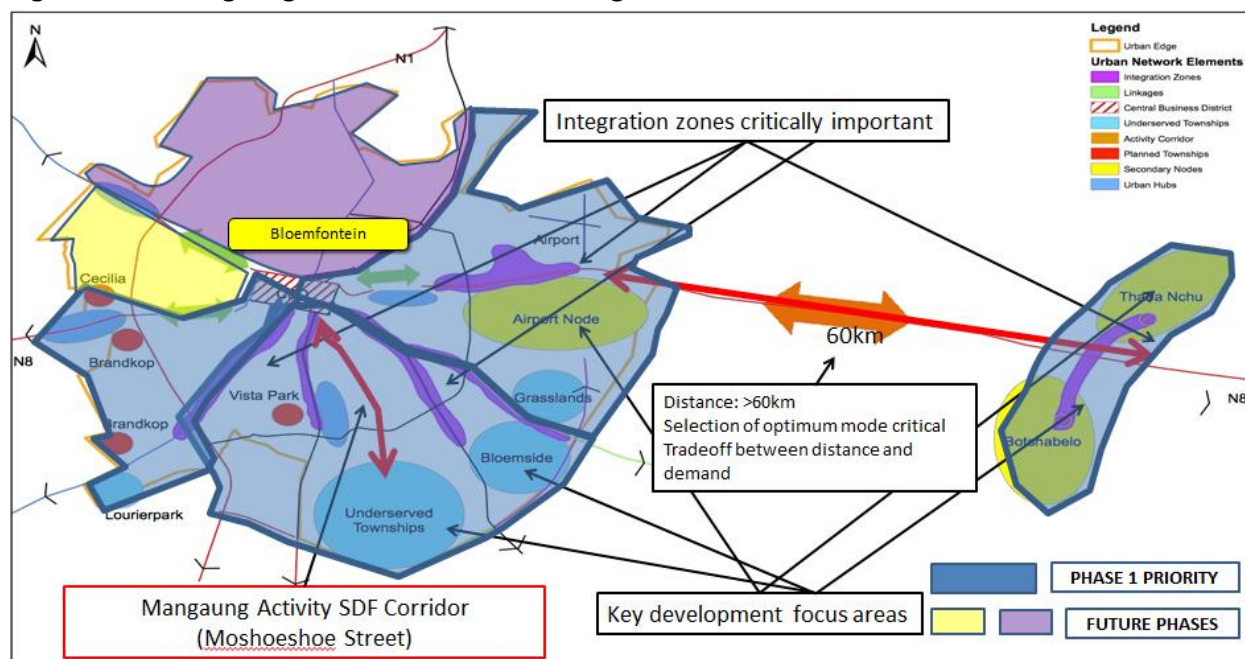 N
N1
Legend
Urban Edge
Urban Network Elements
Integration Zones
Linkages
Central Business District
Underserved Townships
Activity Corridor
Planned Townships
Secondary Nodes
Urban Hubs
Integration zones critically important
Bloemfontein
Airport
Cecilia
Thaba Nchu
Airport Node
60km
N8
Brandkop
Vista Park
Grasslands
Distance: >60km
Selection of optimum mode critical
Tradeoff between distance and
demand
N8
Brandkop
Bloemside
Botshabelo
Lourierpark
Underserved
Townships
Mangaung Activity SDF Corridor
(Moshoeshoe Street)
Key development focus areas
PHASE 1 PRIORITY
FUTURE PHASES